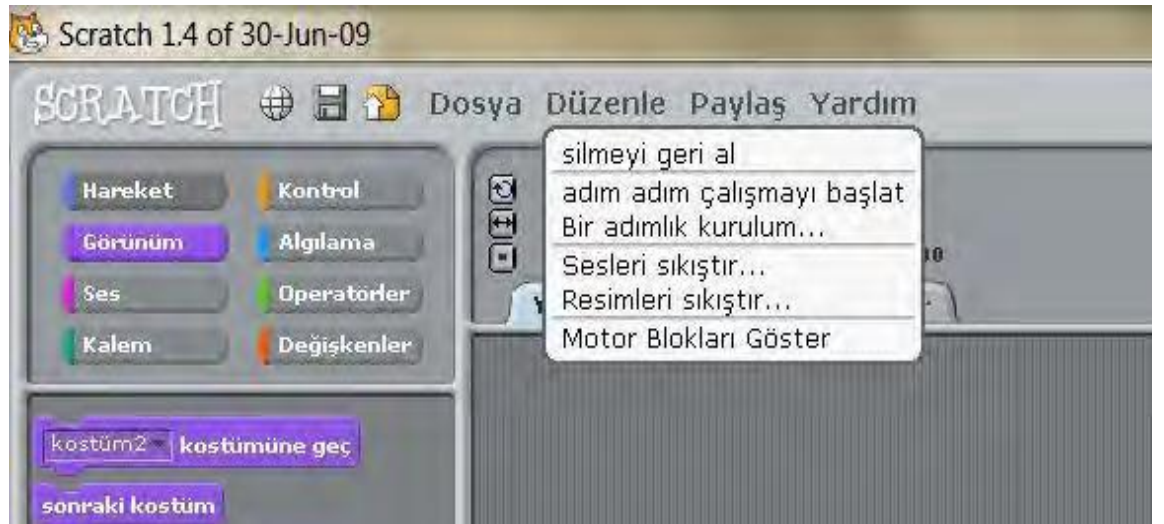 Scratch 1.4 of 30-Jun-09
SCRATCH Dosya Düzenle Paylaş Yardım
silmeyi geri al
adım adım çalışmayı başlat
Bir adımlık kurulum...
Sesleri sıkıştır...
Resimleri sıkıştır...
Motor Blokları Göster
Hareket Kontrol
Görünüm Algılama
Ses Operatörler
Kalem Değişkenler
kostüm2 kostümüne geç
sonraki kostüm